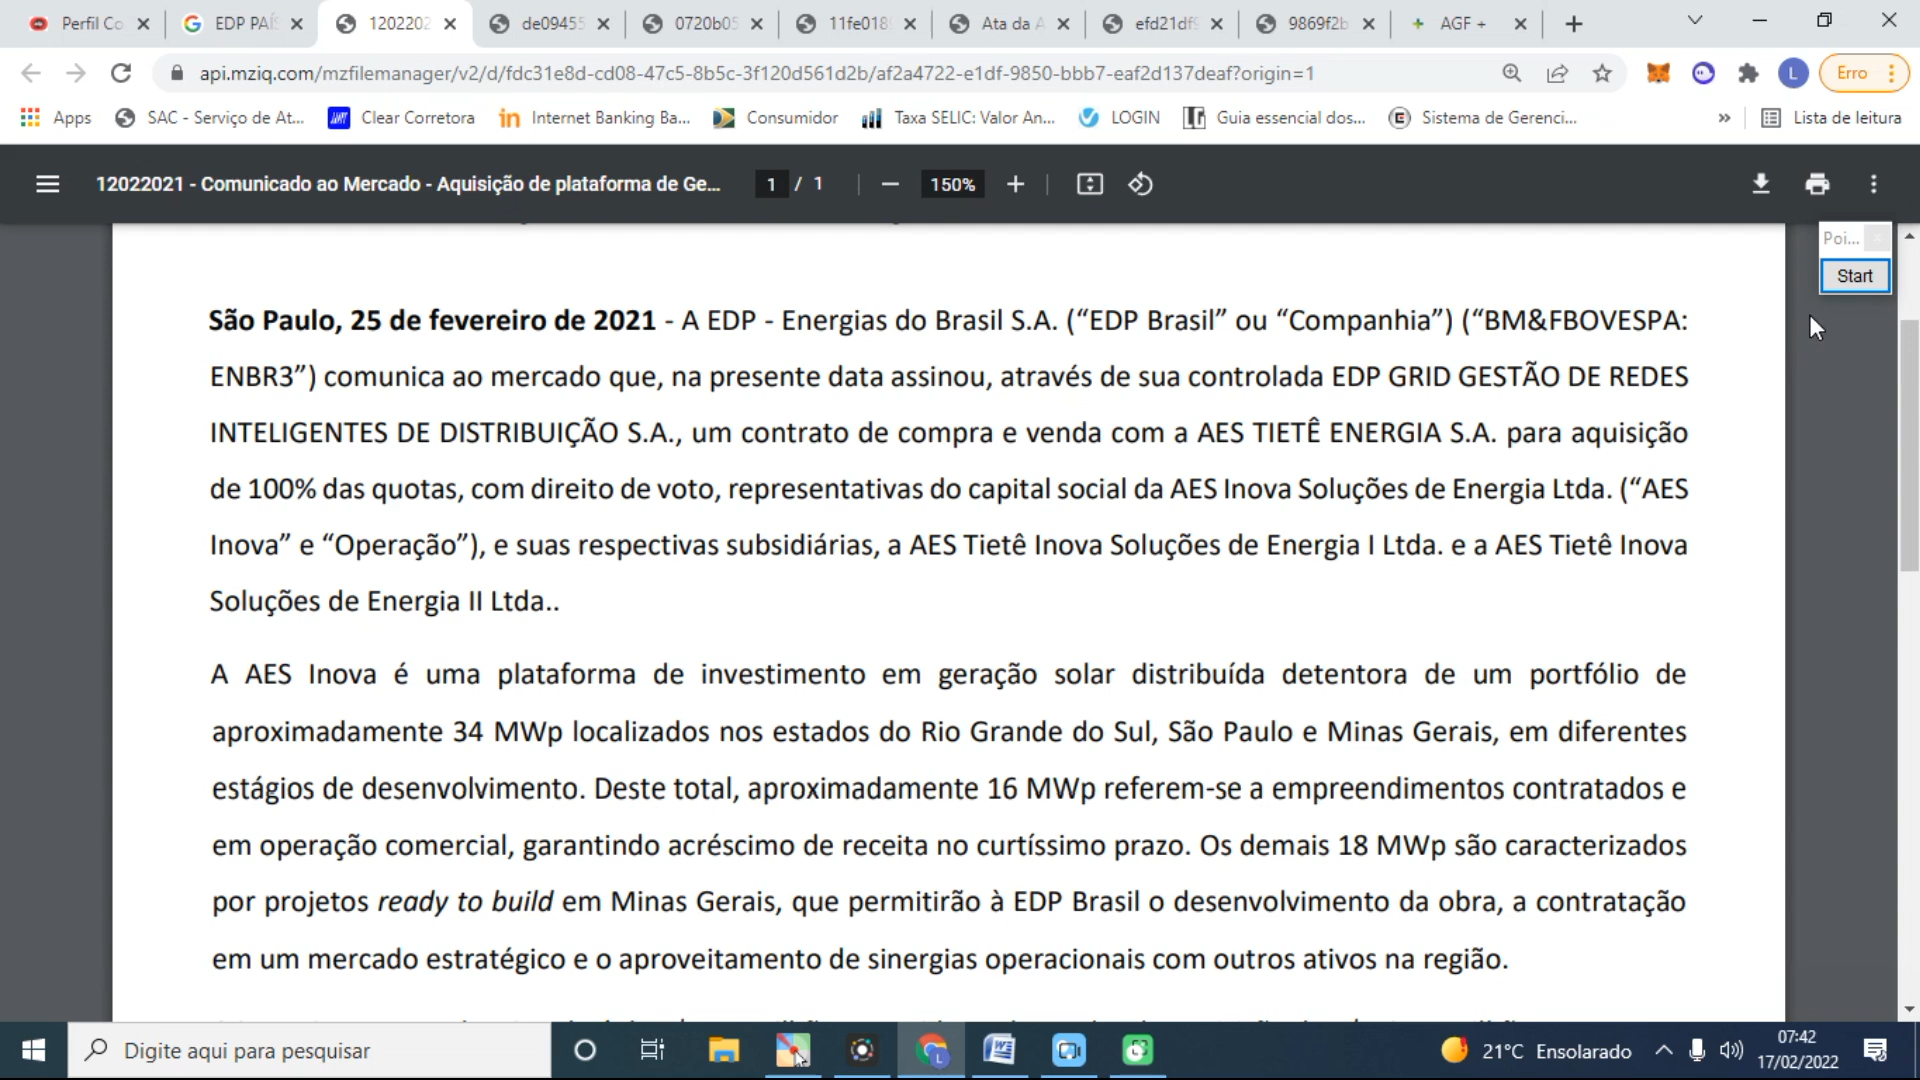 Perfil Co
EDP PAÍS
1202202
de09455
0720b05
11fe018
Ata da A
efd21df9
9869f2b
AGF +
api.mziq.com/mzfilemanager/v2/d/fdc31e8d-cd08-47c5-8b5c-3f120d561d2b/af2a4722-e1df-9850-bbb7-eaf2d137deaf?origin=1
L
Erro
Apps
SAC - Serviço de At...
Clear Corretora
Internet Banking Ba...
Consumidor
Taxa SELIC: Valor An...
LOGIN
Guia essencial dos...
Sistema de Gerenci...
»
Lista de leitura
12022021 - Comunicado ao Mercado - Aquisição de plataforma de Ge...
1 / 1
150%
Poi...
Start
São Paulo, 25 de fevereiro de 2021 - A EDP - Energias do Brasil S.A. (“EDP Brasil” ou “Companhia”) (“BM&FBOVESPA:
ENBR3”) comunica ao mercado que, na presente data assinou, através de sua controlada EDP GRID GESTÃO DE REDES
INTELIGENTES DE DISTRIBUIÇÃO S.A., um contrato de compra e venda com a AES TIETÊ ENERGIA S.A. para aquisição
de 100% das quotas, com direito de voto, representativas do capital social da AES Inova Soluções de Energia Ltda. (“AES
Inova” e “Operação”), e suas respectivas subsidiárias, a AES Tietê Inova Soluções de Energia I Ltda. e a AES Tietê Inova
Soluções de Energia II Ltda..
A AES Inova é uma plataforma de investimento em geração solar distribuída detentora de um portfólio de
aproximadamente 34 MWp localizados nos estados do Rio Grande do Sul, São Paulo e Minas Gerais, em diferentes
estágios de desenvolvimento. Deste total, aproximadamente 16 MWp referem-se a empreendimentos contratados e
em operação comercial, garantindo acréscimo de receita no curtíssimo prazo. Os demais 18 MWp são caracterizados
por projetos ready to build em Minas Gerais, que permitirão à EDP Brasil o desenvolvimento da obra, a contratação
em um mercado estratégico e o aproveitamento de sinergias operacionais com outros ativos na região.
Digite aqui para pesquisar
21°C Ensolarado
07:42
17/02/2022